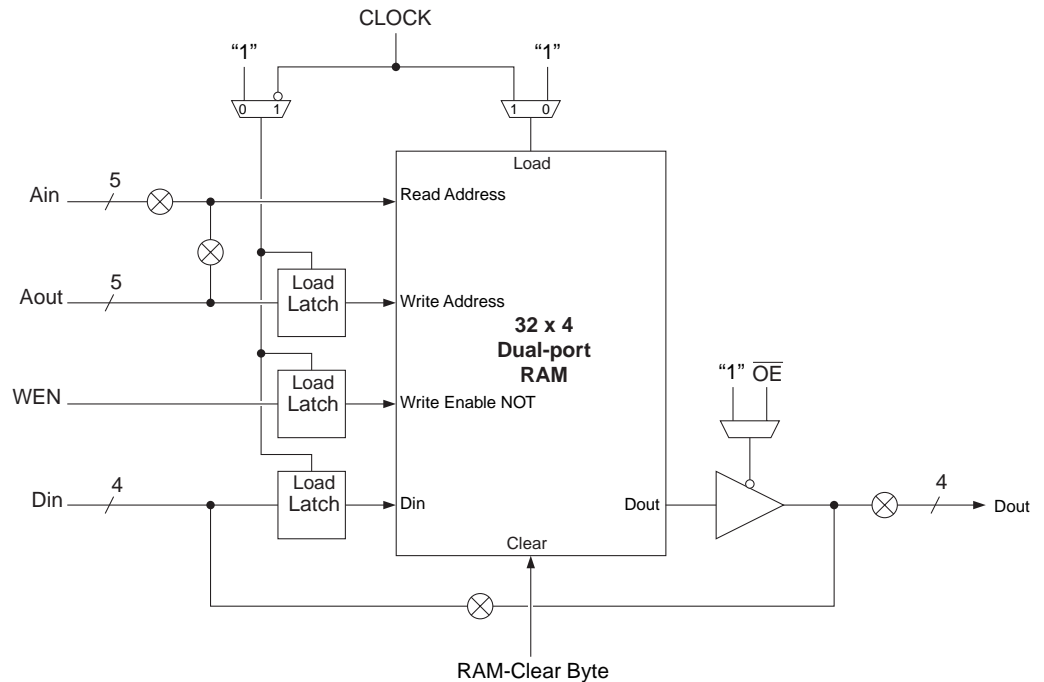 CLOCK
“1”
“1”
0 1
1 0
Load
Ain
5
Read Address
Aout
5
Load
Latch
Write Address
32 x 4
Dual-port
RAM
WEN
Load
Latch
Write Enable NOT
“1” O̅E̅
Din
4
Load
Latch
Din
Dout
4
Dout
Clear
RAM-Clear Byte